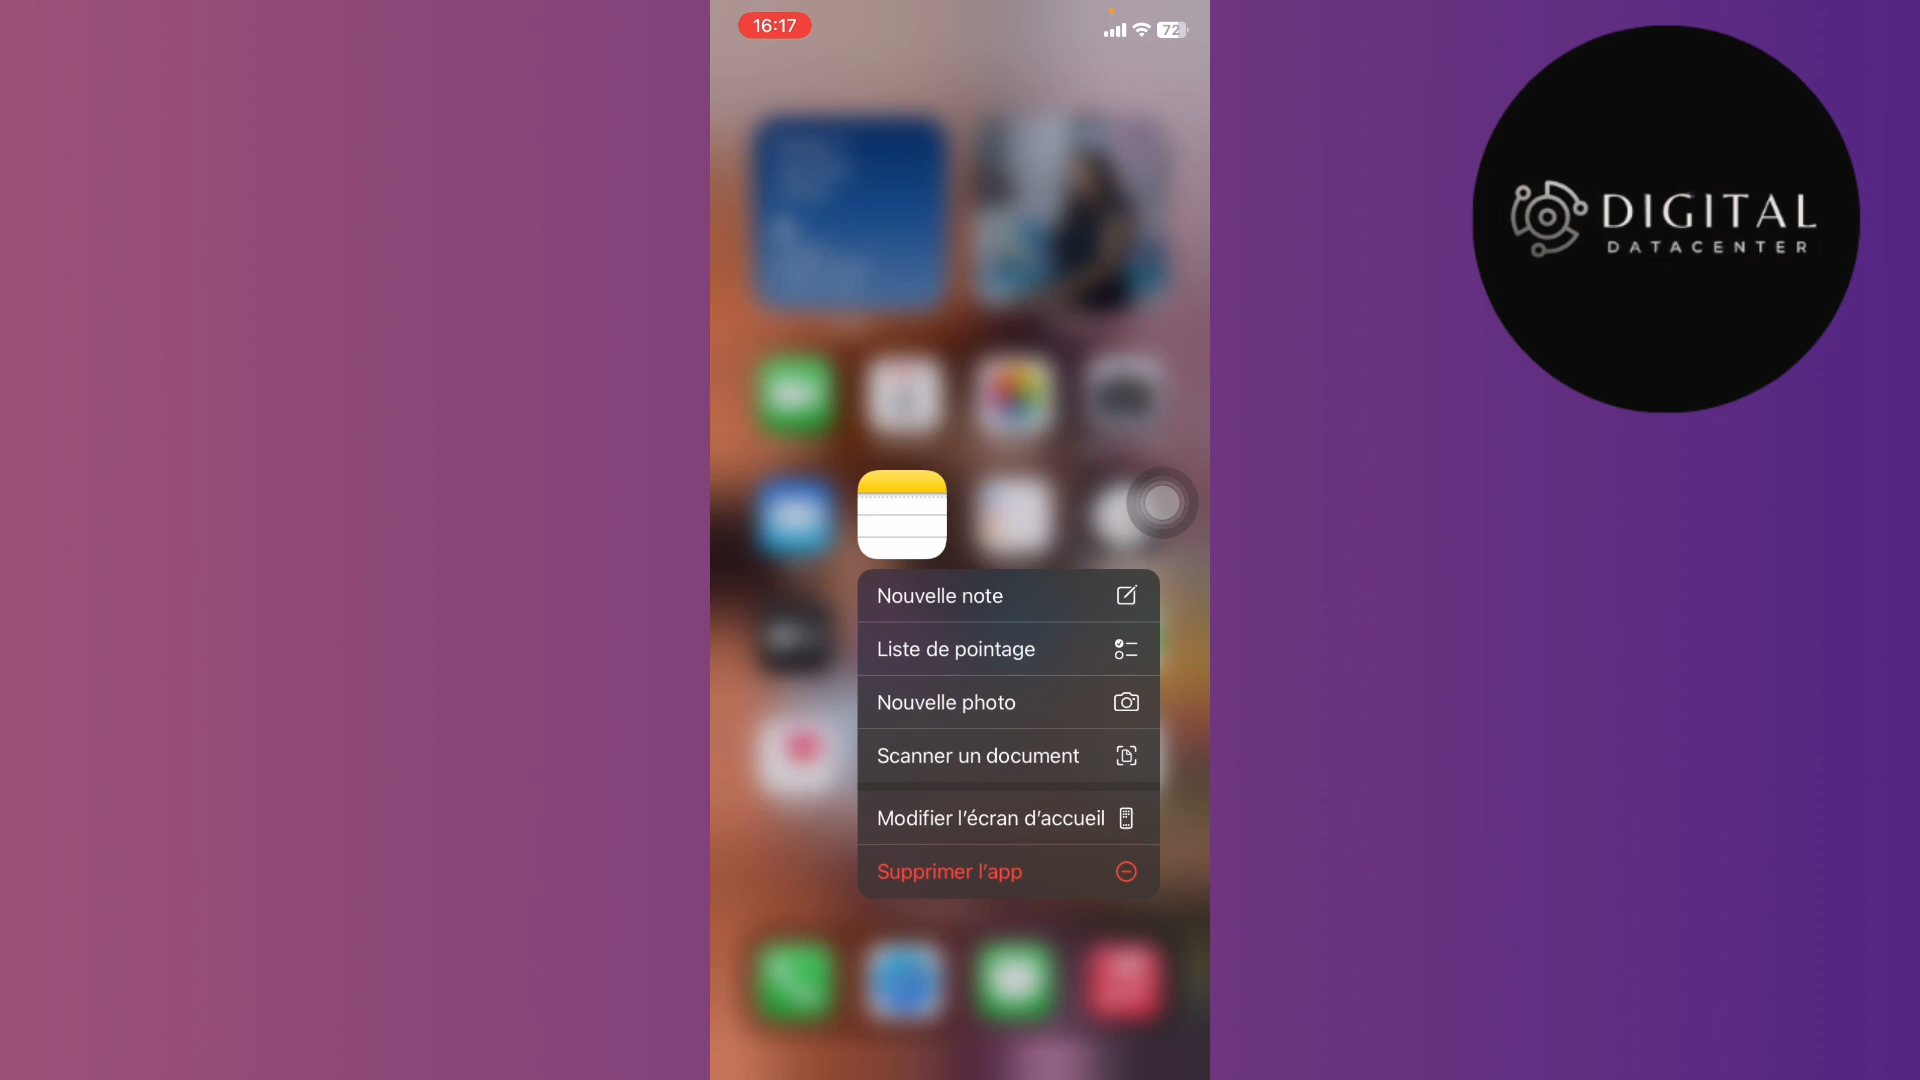 16:17
72
DIGITAL
DATACENTER
Nouvelle note
Liste de pointage
Nouvelle photo
Scanner un document
Modifier l’écran d’accueil
Supprimer l’app